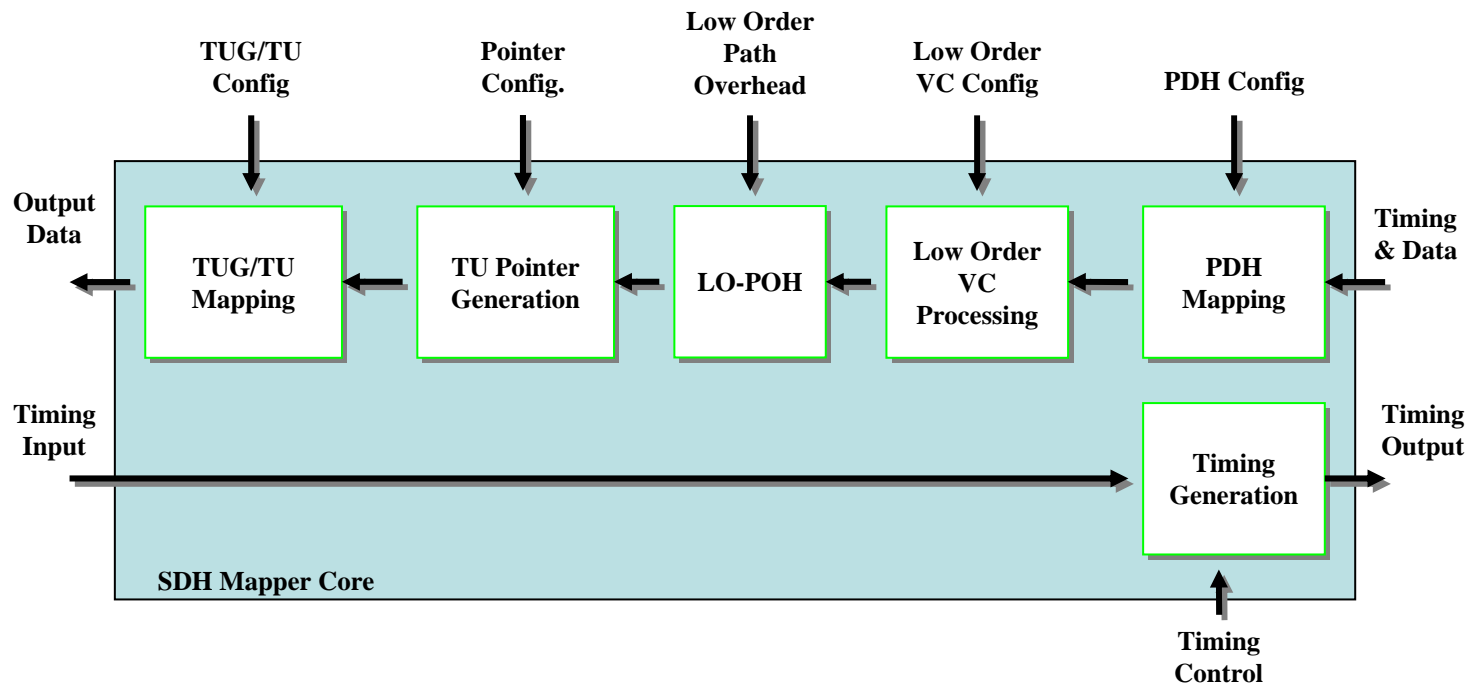 TUG/TU
Config
Pointer
Config.
Low Order
Path
Overhead
Low Order
VC Config
PDH Config
Output
Data
TUG/TU
Mapping
TU Pointer
Generation
LO-POH
Low Order
VC
Processing
PDH
Mapping
Timing
& Data
Timing
Input
Timing
Generation
Timing
Output
SDH Mapper Core
Timing
Control